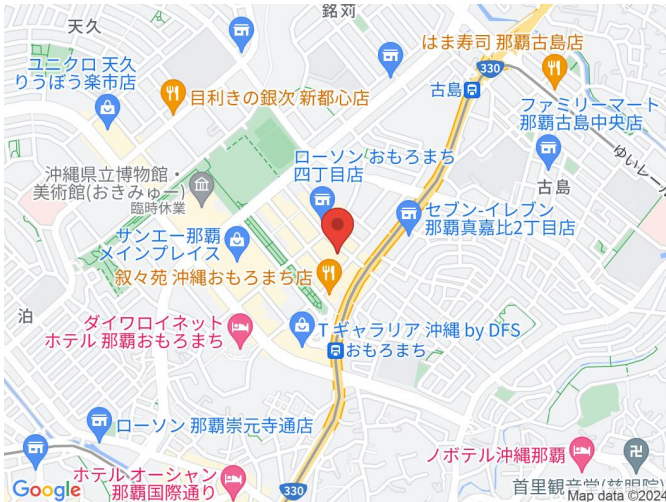 銘苅
はま寿司 那覇古島店
ユニクロ 天久
りうぼう楽市店
330
目利きの銀次 新都心店
古島
ファミリーマート
那覇古島中央店
ゆいレール
沖縄県立博物館・
美術館(おきみゅー)
臨時休業
ローソン おもろまち
四丁目店
古島
セブン-イレブン
那覇真嘉比2丁目店
サンエー那覇
メインプレイス
叙々苑 沖縄おもろまち店
泊
ダイワロイネット
ホテル 那覇おもろまち
T ギャラリア 沖縄 by DFS
おもろまち
ローソン 那覇崇元寺通店
ノボテル沖縄那覇
ホテル オーシャン
那覇国際通り
330
首里観音堂(慈眼院)
Google
Map data ©2024
天久